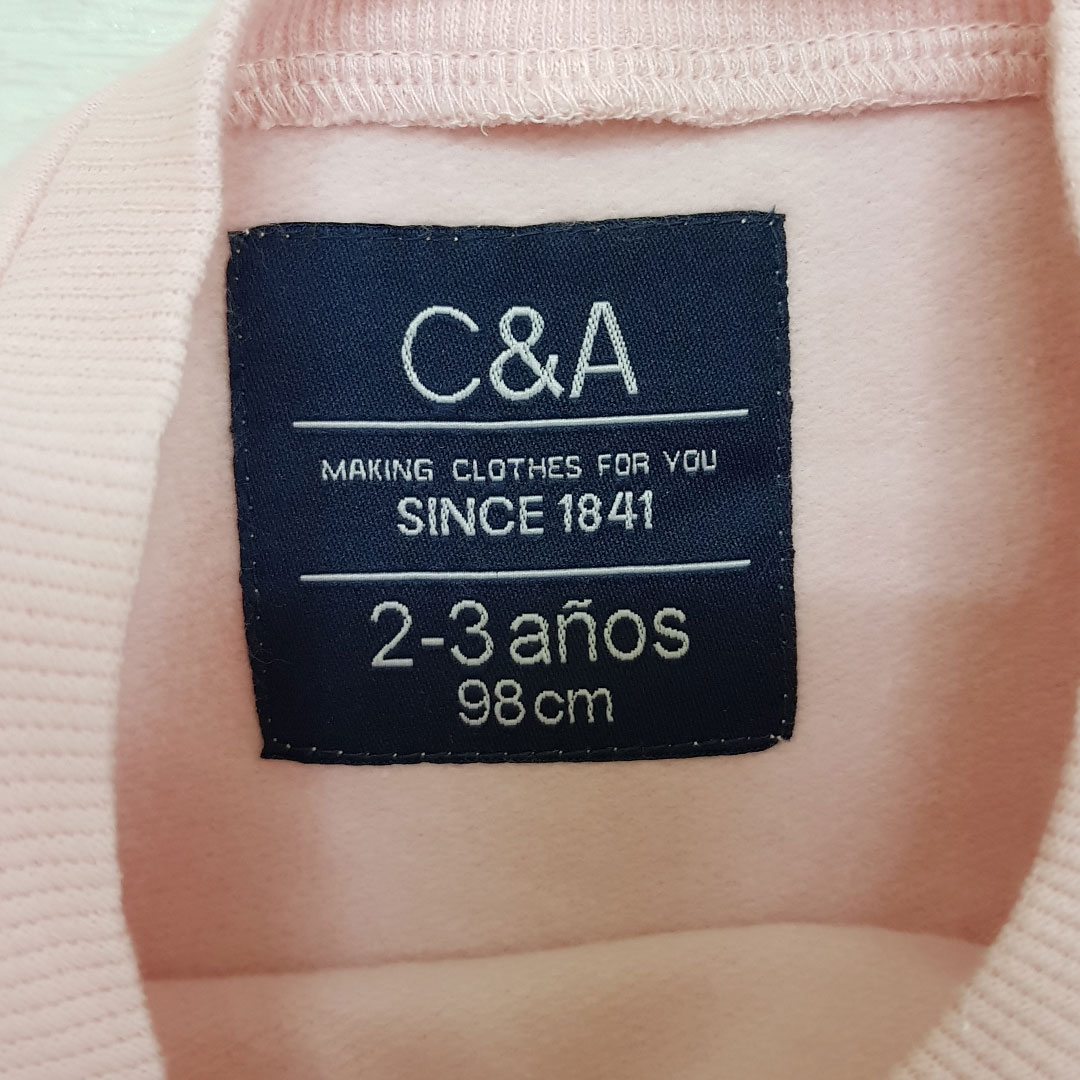 C&A
MAKING CLOTHES FOR YOU
SINCE 1841
2-3 años
98cm